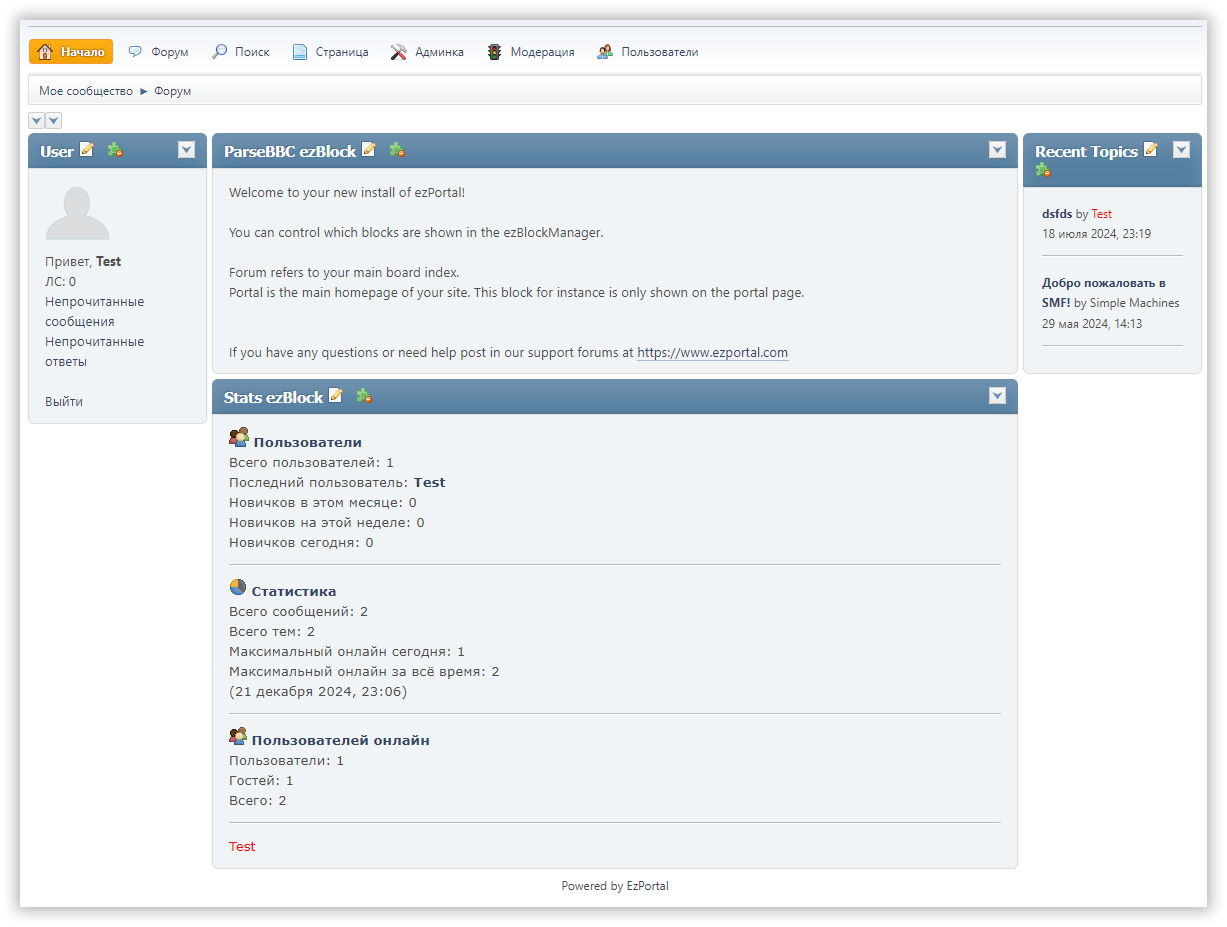 Начало Форум Поиск Страница Админка Модерация Пользователи
Мое сообщество ► Форум
User
Привет, Test
ЛС: 0
Непрочитанные
сообщения
Непрочитанные
ответы
Выйти
ParseBBC ezBlock
Welcome to your new install of ezPortal!
You can control which blocks are shown in the ezBlockManager.
Forum refers to your main board index.
Portal is the main homepage of your site. This block for instance is only shown on the portal page.
If you have any questions or need help post in our support forums at https://www.ezportal.com
Stats ezBlock
Пользователи
Всего пользователей: 1
Последний пользователь: Test
Новичков в этом месяце: 0
Новичков на этой неделе: 0
Новичков сегодня: 0
Статистика
Всего сообщений: 2
Всего тем: 2
Максимальный онлайн сегодня: 1
Максимальный онлайн за всё время: 2
(21 декабря 2024, 23:06)
Пользователей онлайн
Пользователи: 1
Гостей: 1
Всего: 2
Test
Recent Topics
dsfds by Test
18 июля 2024, 23:19
Добро пожаловать в
SMF! by Simple Machines
29 мая 2024, 14:13
Powered by EzPortal